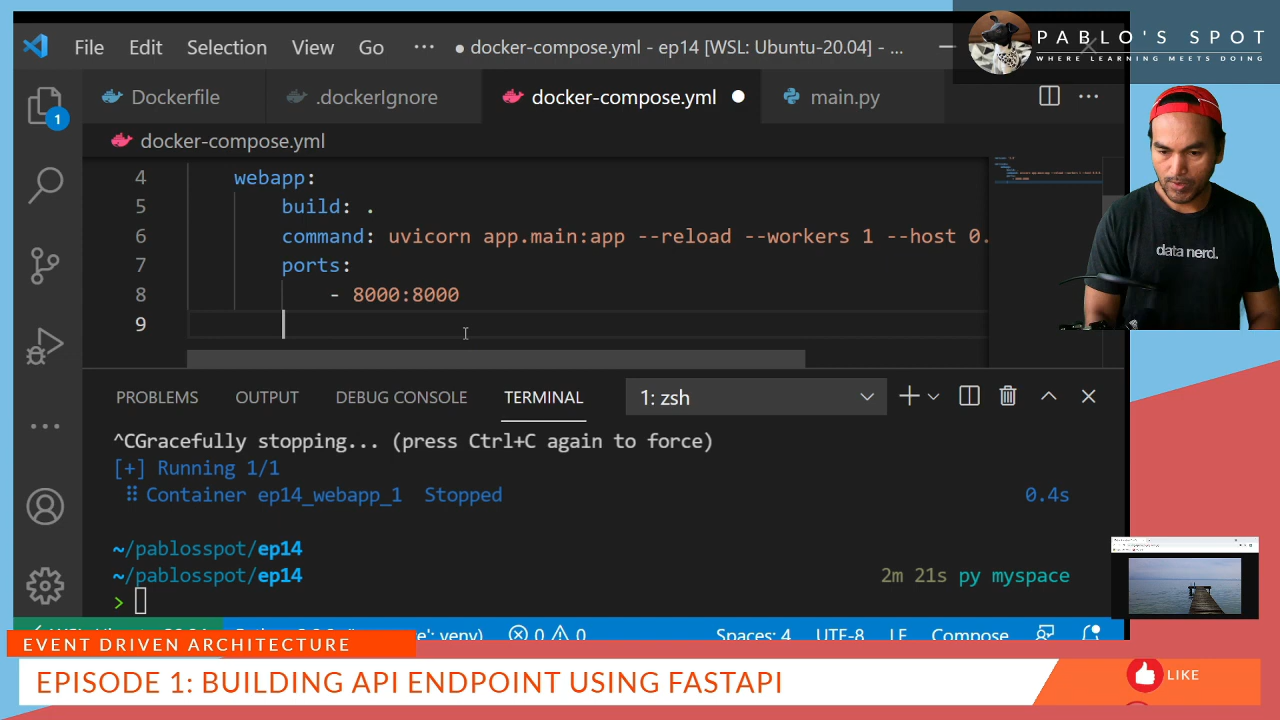 File Edit Selection View Go ··· ● docker-compose.yml - ep14 [WSL: Ubuntu-20.04] - ...
PABLO'S SPOT
WHERE LEARNING MEETS DOING
1
Dockerfile .dockerIgnore docker-compose.yml main.py
docker-compose.yml
4 webapp:
5 build: .
6 command: uvicorn app.main:app --reload --workers 1 --host 0.
7 ports:
8 - 8000:8000
9
data nerd.
PROBLEMS OUTPUT DEBUG CONSOLE TERMINAL 1: zsh
^CGracefully stopping... (press Ctrl+C again to force)
[+] Running 1/1
⠿ Container ep14_webapp_1 Stopped 0.4s
~/pablosspot/ep14
~/pablosspot/ep14 2m 21s py myspace
>
venv) 0 0 Spaces: 4 UTF-8 LF Compose
EVENT DRIVEN ARCHITECTURE
EPISODE 1: BUILDING API ENDPOINT USING FASTAPI
LIKE